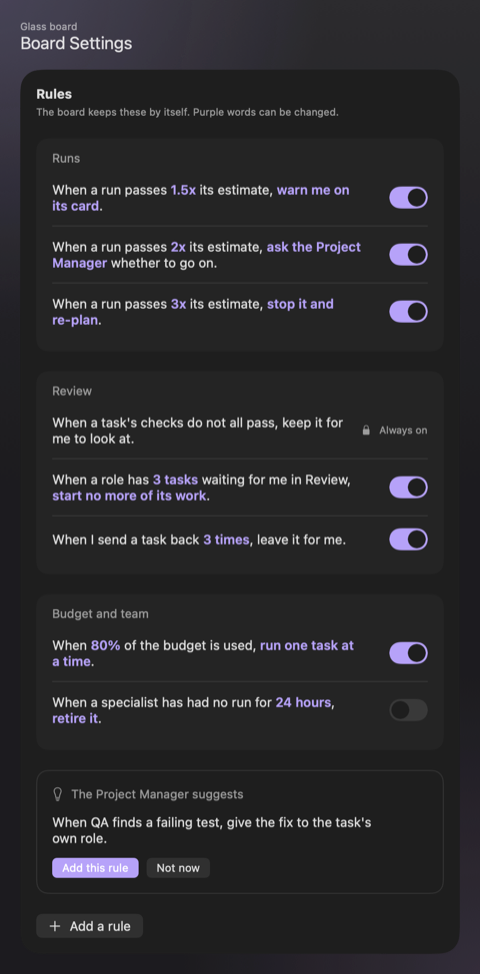 Glass board
Board Settings
Rules
The board keeps these by itself. Purple words can be changed.
Runs
When a run passes 1.5x its estimate, warn me on
its card.
When a run passes 2x its estimate, ask the Project
Manager whether to go on.
When a run passes 3x its estimate, stop it and
re-plan.
Review
When a task's checks do not all pass, keep it for
me to look at.
Always on
When a role has 3 tasks waiting for me in Review,
start no more of its work.
When I send a task back 3 times, leave it for me.
Budget and team
When 80% of the budget is used, run one task at
a time.
When a specialist has had no run for 24 hours,
retire it.
The Project Manager suggests
When QA finds a failing test, give the fix to the task's
own role.
Add this rule
Not now
Add a rule